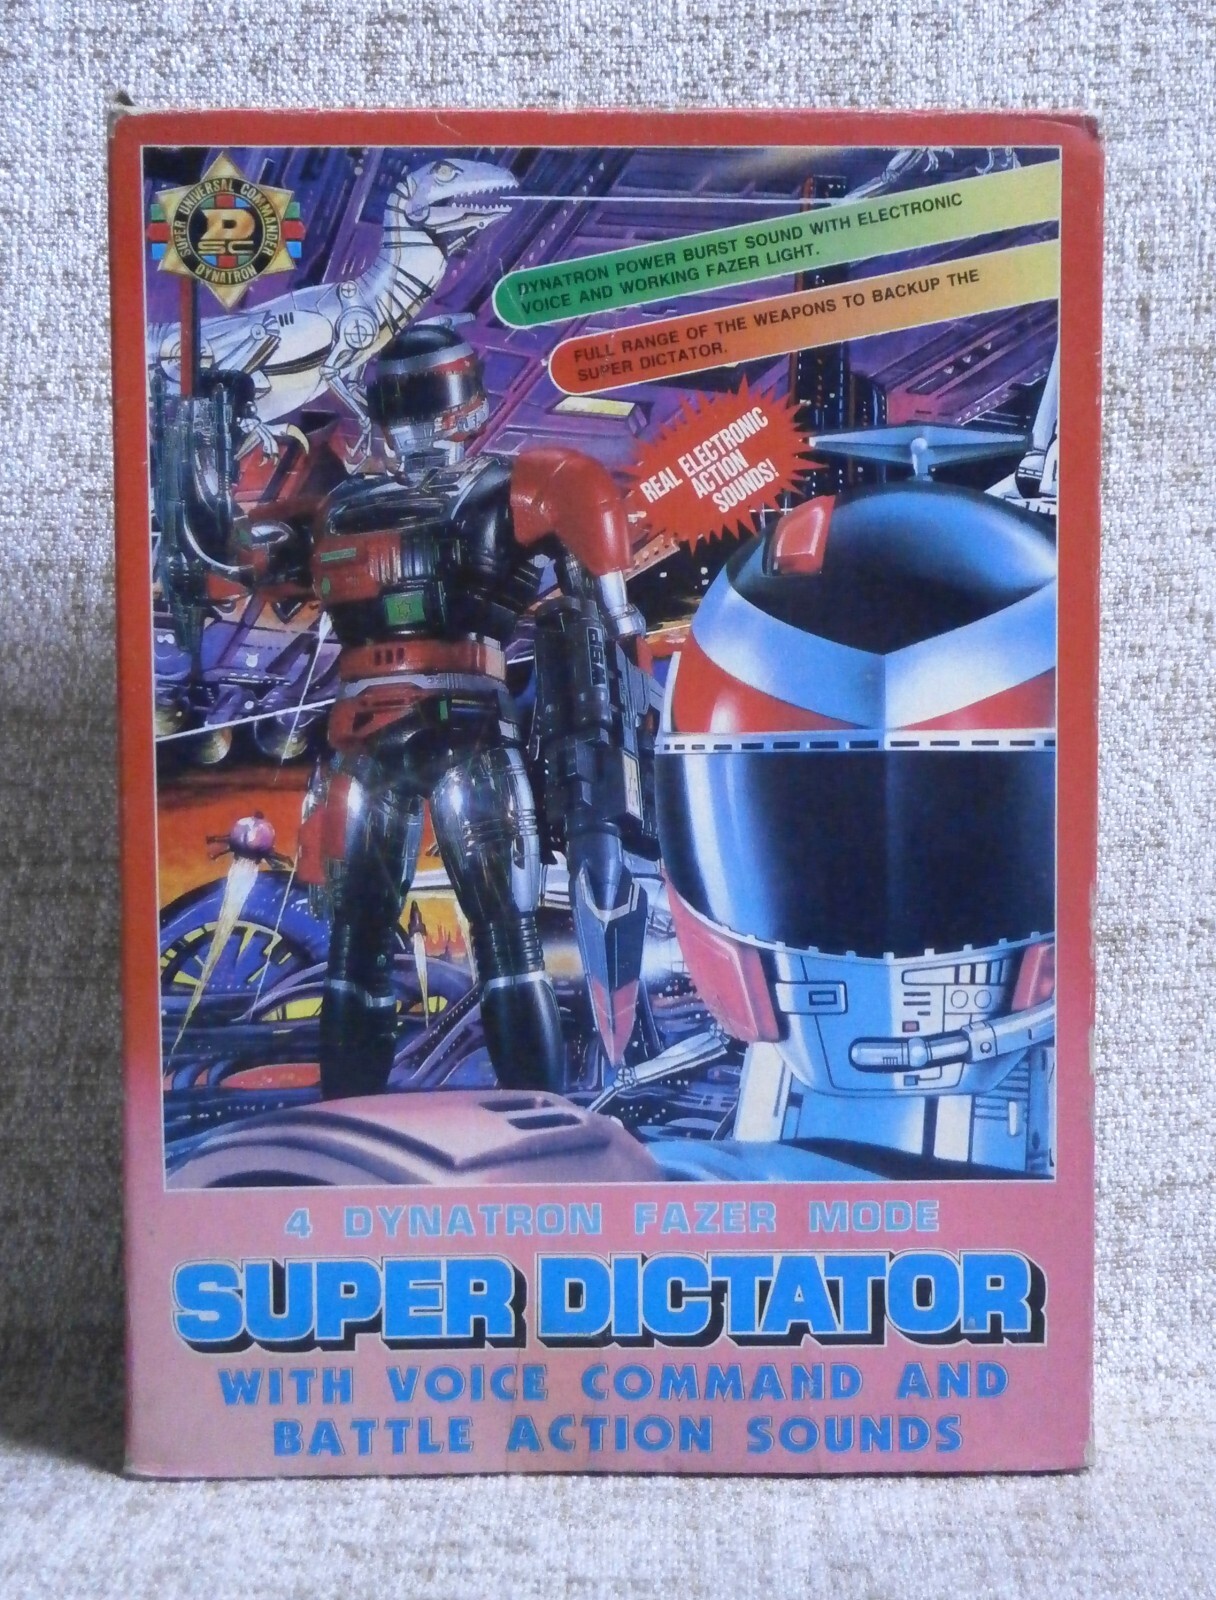 SUPER UNIVERSAL COMMANDER
D
SC
DYNATRON
DYNATRON POWER BURST SOUND WITH ELECTRONIC
VOICE AND WORKING FAZER LIGHT.
FULL RANGE OF THE WEAPONS TO BACKUP THE
SUPER DICTATOR.
REAL ELECTRONIC
ACTION
SOUNDS!
4 DYNATRON FAZER MODE
SUPER DICTATOR
WITH VOICE COMMAND AND
BATTLE ACTION SOUNDS